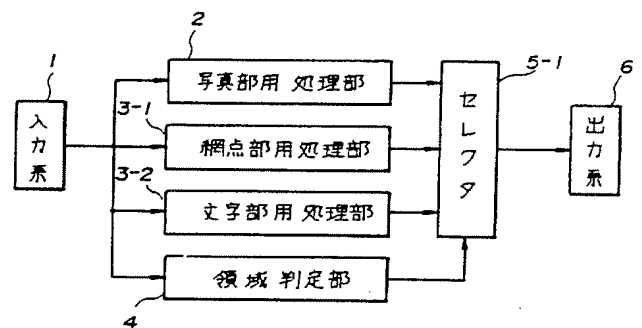 1
入力系
2
写真部用処理部
3-1
網点部用処理部
3-2
文字部用処理部
領域判定部
4
5-1
セレクタ
6
出力系